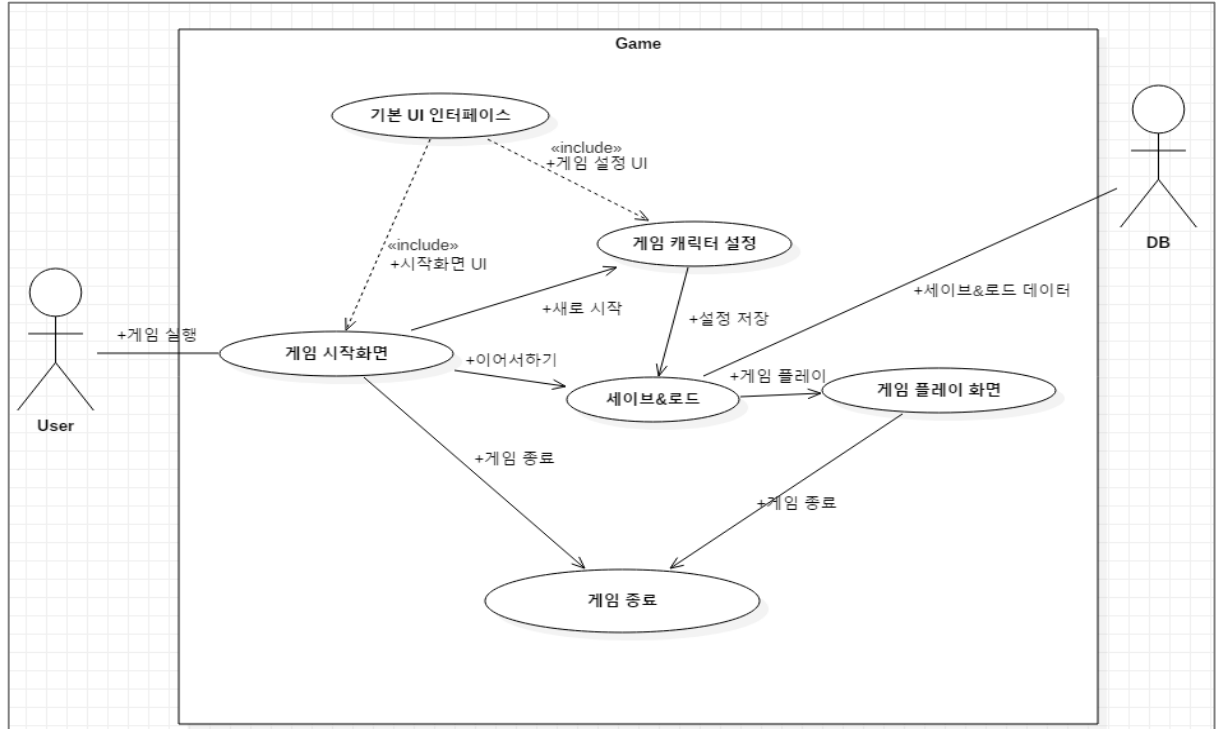 Game
기본 UI 인터페이스
«include»
+게임 설정 UI
게임 캐릭터 설정
DB
«include»
+시작화면 UI
+세이브&로드 데이터
+새로 시작
+설정 저장
+게임 실행
게임 시작화면
+이어서하기
+게임 플레이
세이브&로드
게임 플레이 화면
User
+게임 종료
+게임 종료
게임 종료